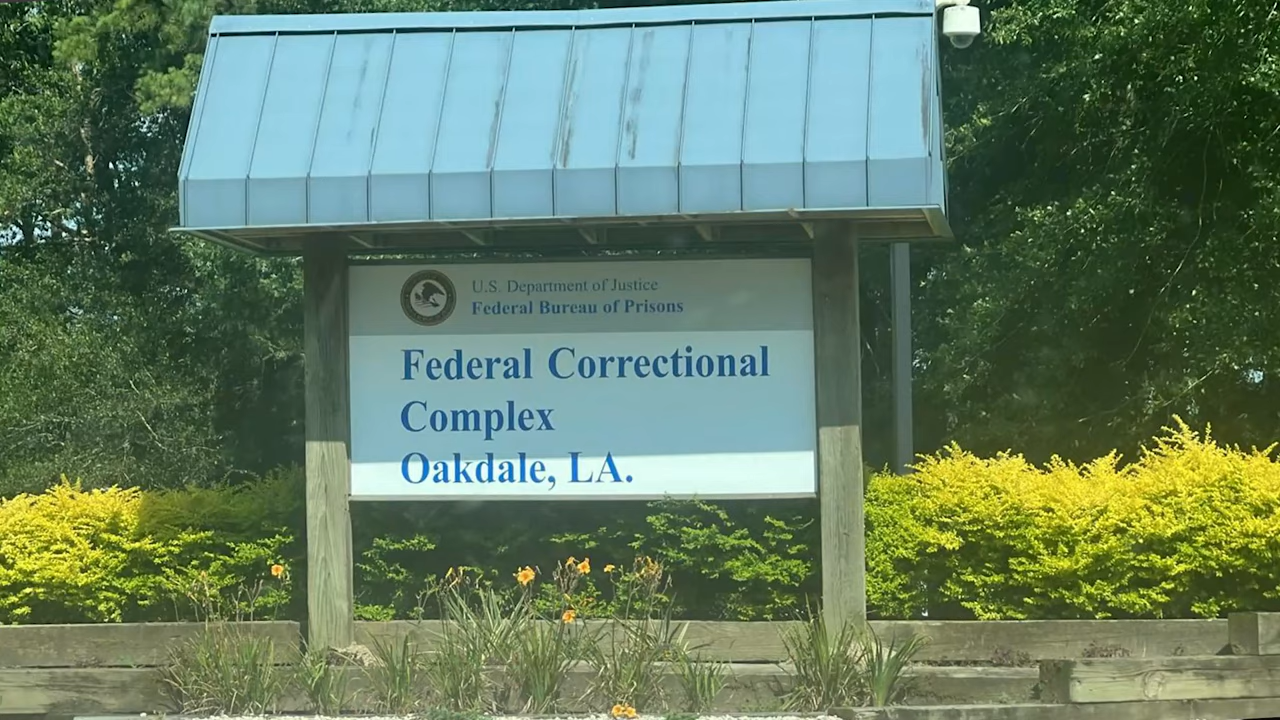 U.S. Department of Justice
Federal Bureau of Prisons
Federal Correctional
Complex
Oakdale, LA.